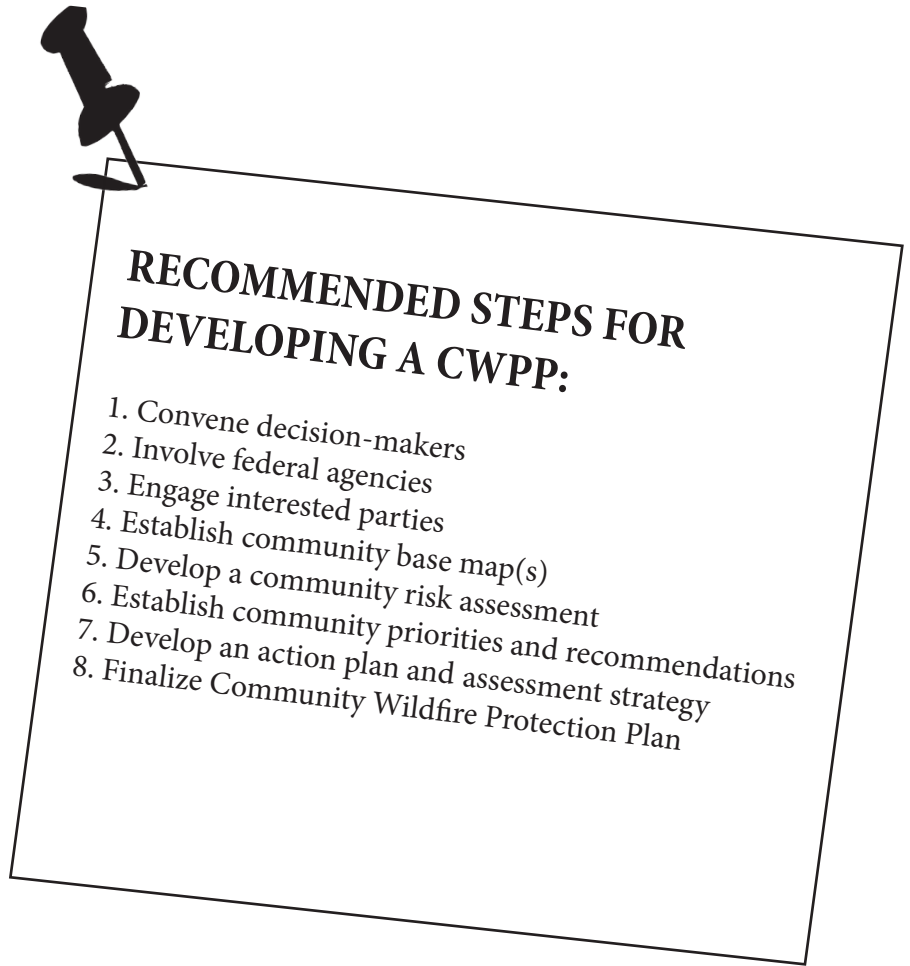 RECOMMENDED STEPS FOR
DEVELOPING A CWPP:
1. Convene decision-makers
2. Involve federal agencies
3. Engage interested parties
4. Establish community base map(s)
5. Develop a community risk assessment
6. Establish community priorities and recommendations
7. Develop an action plan and assessment strategy
8. Finalize Community Wildfire Protection Plan